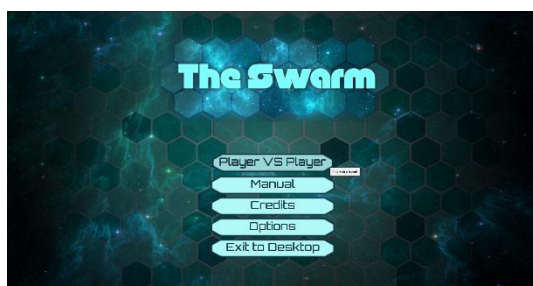 The Swarm
Player VS Player
Manual
Credits
Options
Exit to Desktop